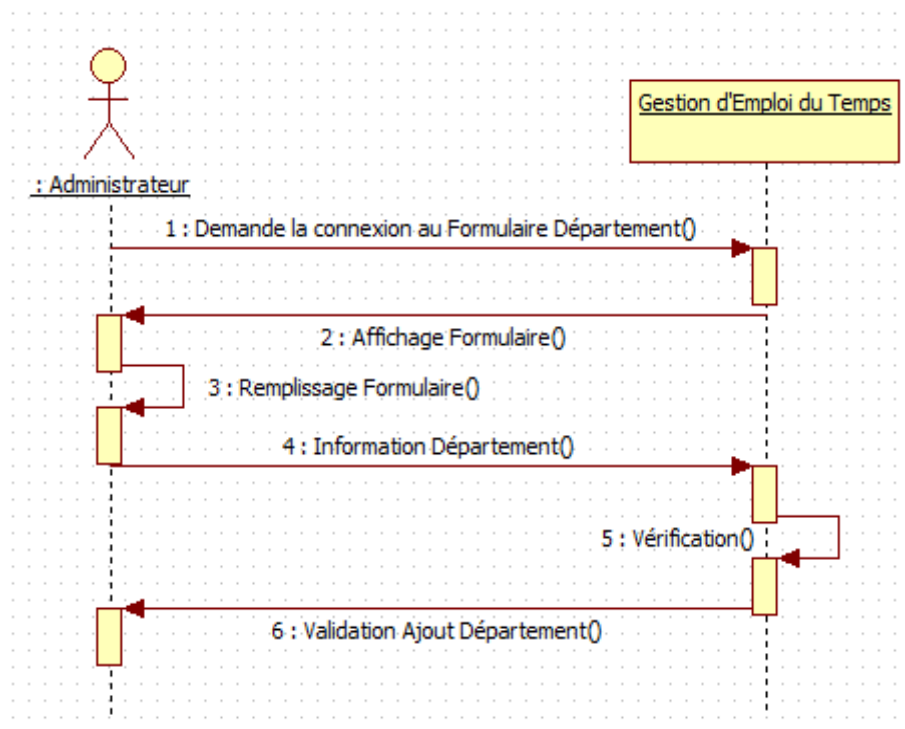 Gestion d'Emploi du Temps
: Administrateur
1 : Demande la connexion au Formulaire Département()
2 : Affichage Formulaire()
3 : Remplissage Formulaire()
4 : Information Département()
5 : Vérification()
6 : Validation Ajout Département()